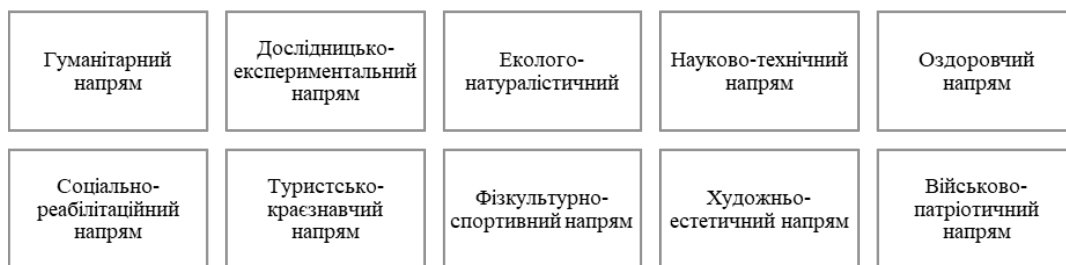 Гуманітарний
напрям
Дослідницько-
експериментальний
напрям
Еколого-
натуралістичний
Науково-технічний
напрям
Оздоровчий
напрям
Соціально-
реабілітаційний
напрям
Туристсько-
краєзнавчий
напрям
Фізкультурно-
спортивний напрям
Художньо-
естетичний напрям
Військово-
патріотичний
напрям